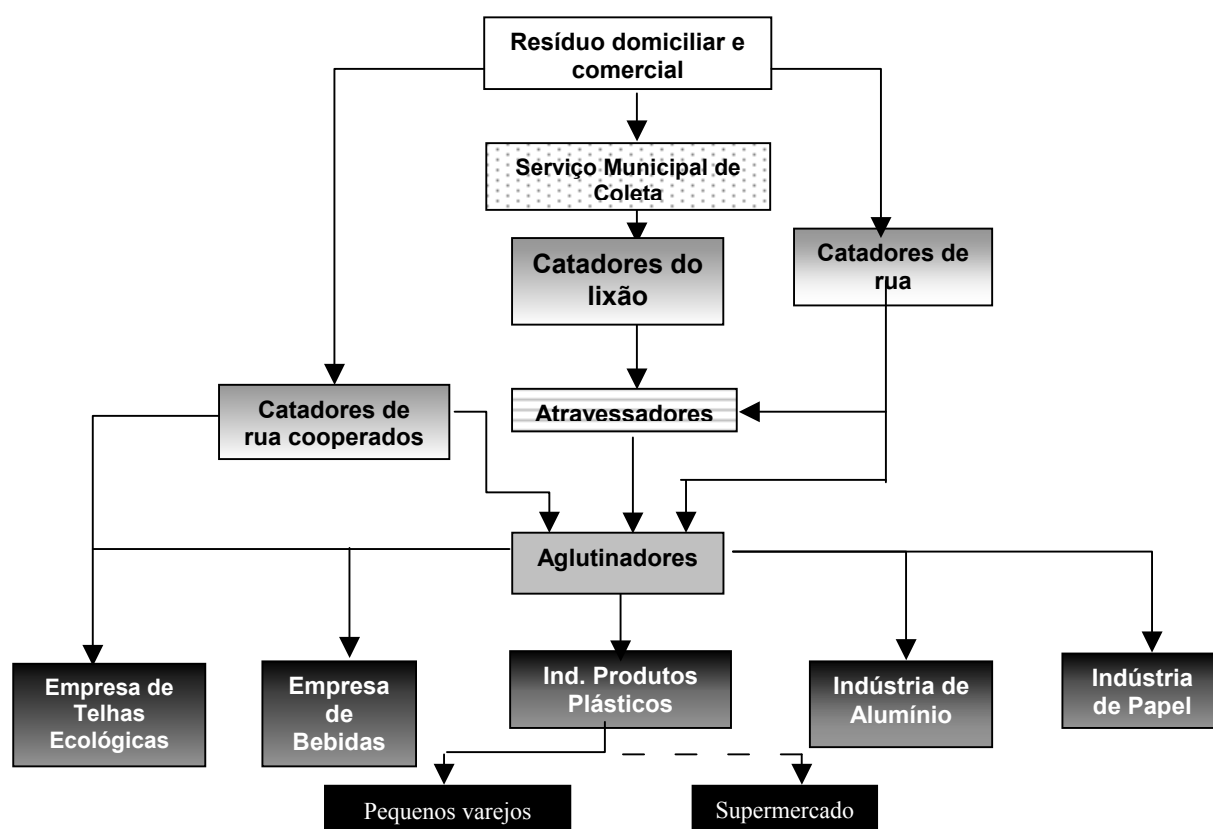 Resíduo domiciliar e
comercial
Serviço Municipal de
Coleta
Catadores do
lixão
Catadores de
rua
Catadores de
rua cooperados
Atravessadores
Aglutinadores
Empresa de
Telhas
Ecológicas
Empresa
de
Bebidas
Ind. Produtos
Plásticos
Indústria de
Alumínio
Indústria
de Papel
Pequenos varejos
Supermercado